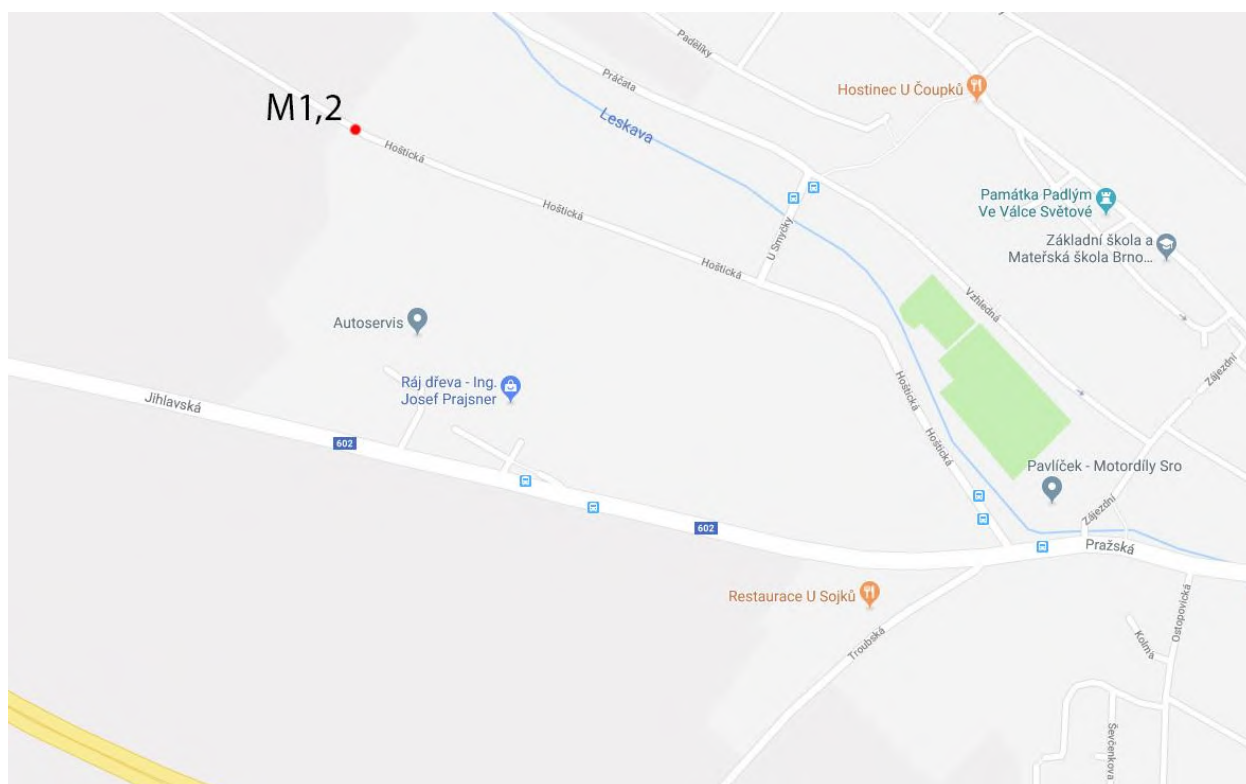 Padělíky
Práčata
Hostinec U Čoupků
M1,2
Leskava
Hoštická
Památka Padlým
Ve Válce Světové
Hoštická
U Smyčky
Základní škola a
Mateřská škola Brno...
Hoštická
Vzhledná
Autoservis
Zájezdní
Ráj dřeva - Ing.
Josef Prajsner
Hoštická
Jihlavská
602
Hoštická
Pavlíček - Motordíly Sro
Zájezdní
602
Pražská
Restaurace U Sojků
Ostopovická
Troubská
Kolmá
Ševčenkova